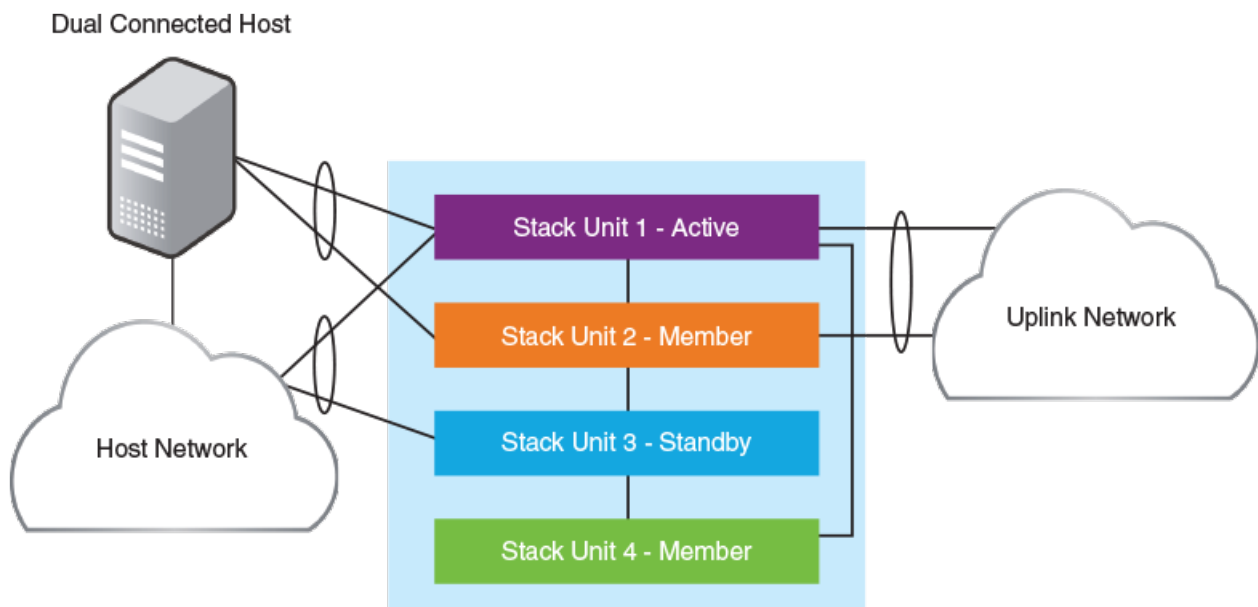 Dual Connected Host
Stack Unit 1 - Active
Stack Unit 2 - Member
Uplink Network
Host Network
Stack Unit 3 - Standby
Stack Unit 4 - Member